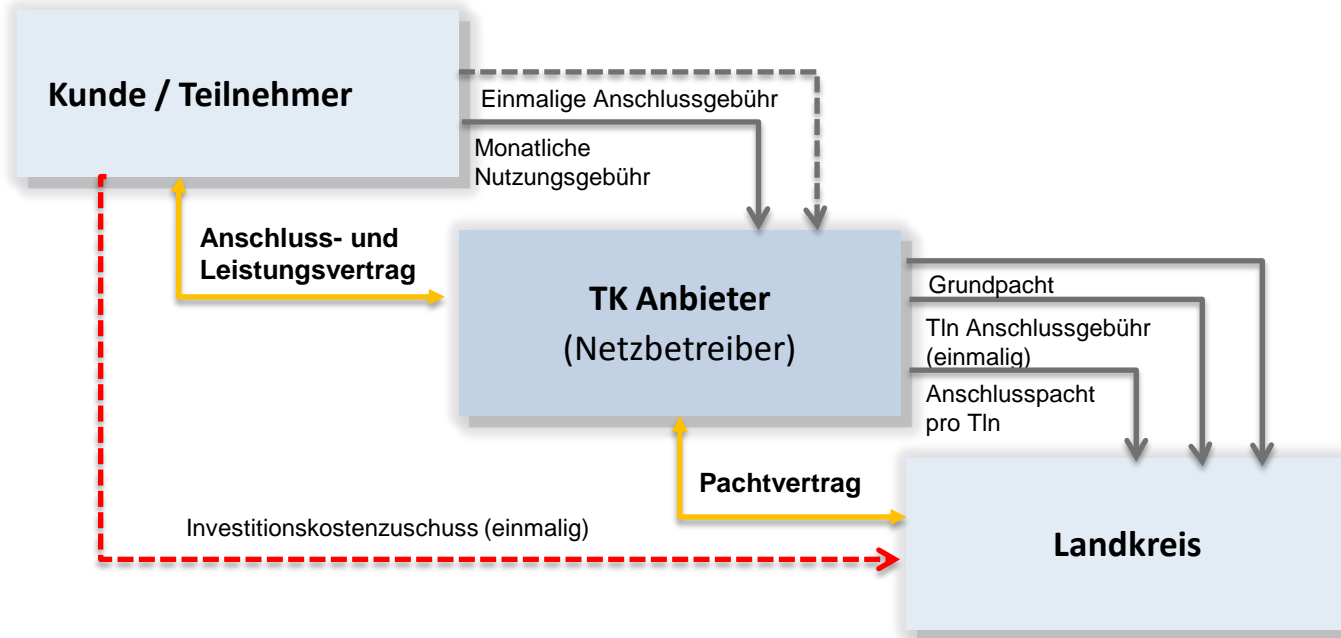 Kunde / Teilnehmer
Einmalige Anschlussgebühr
Monatliche
Nutzungsgebühr
Anschluss- und
Leistungsvertrag
TK Anbieter
(Netzbetreiber)
Grundpacht
Tln Anschlussgebühr
(einmalig)
Anschlusspacht
pro Tln
Pachtvertrag
Investitionskostenzuschuss (einmalig)
Landkreis